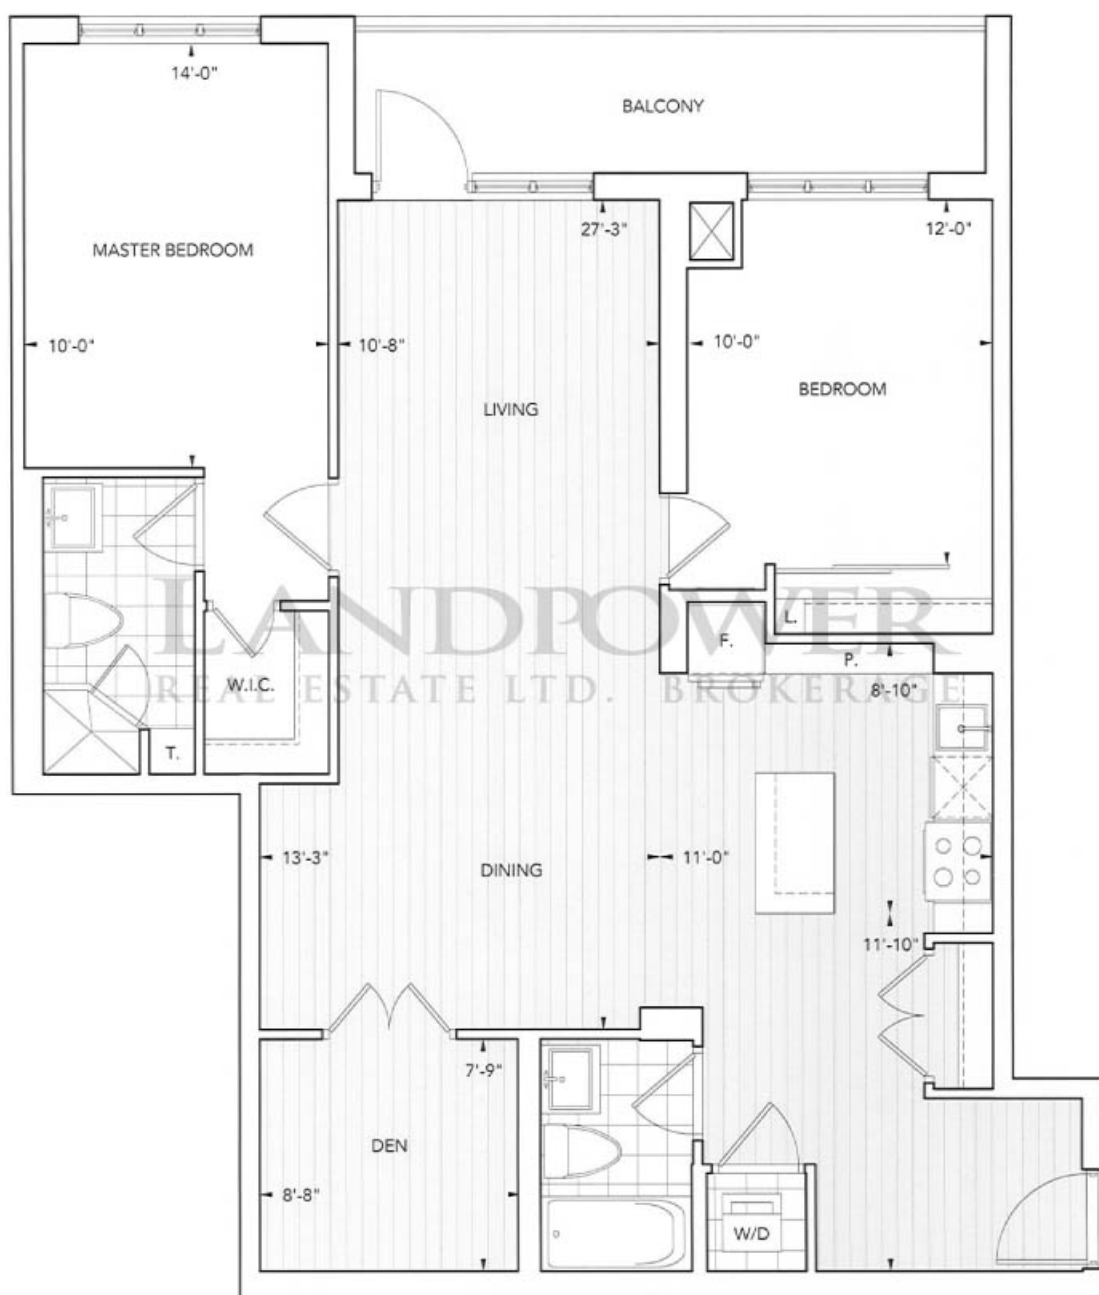 14'-0"
BALCONY
27'-3"
12'-0"
MASTER BEDROOM
10'-0"
10'-8"
10'-0"
BEDROOM
LIVING
LANDPOWER
REAL ESTATE LTD. BROKERAGE
L.
F.
P.
W.I.C.
8'-10"
T.
13'-3"
DINING
11'-0"
11'-10"
7'-9"
DEN
8'-8"
W/D